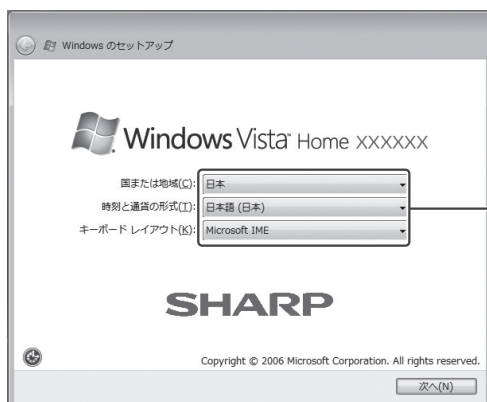 Windows のセットアップ
Windows Vista™ Home XXXXXX
国または地域(C): 日本
時刻と通貨の形式(T): 日本語 (日本)
キーボード レイアウト(K): Microsoft IME
SHARP
Copyright © 2006 Microsoft Corporation. All rights reserved.
次へ(N)